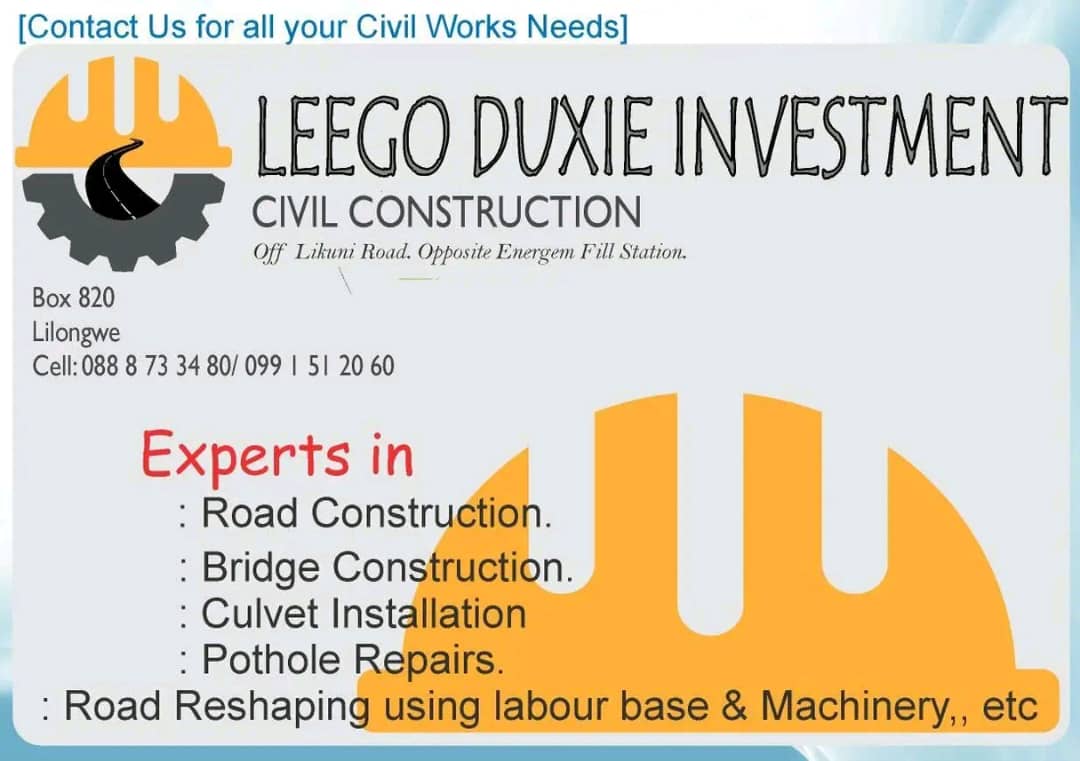 [Contact Us for all your Civil Works Needs]
LEEGO DUXIE INVESTMENT
CIVIL CONSTRUCTION
Off Likuni Road. Opposite Energem Fill Station.
Box 820
Lilongwe
Cell: 088 8 73 34 80/ 099 1 51 20 60
Experts in
: Road Construction.
: Bridge Construction.
: Culvet Installation
: Pothole Repairs.
: Road Reshaping using labour base & Machinery,, etc